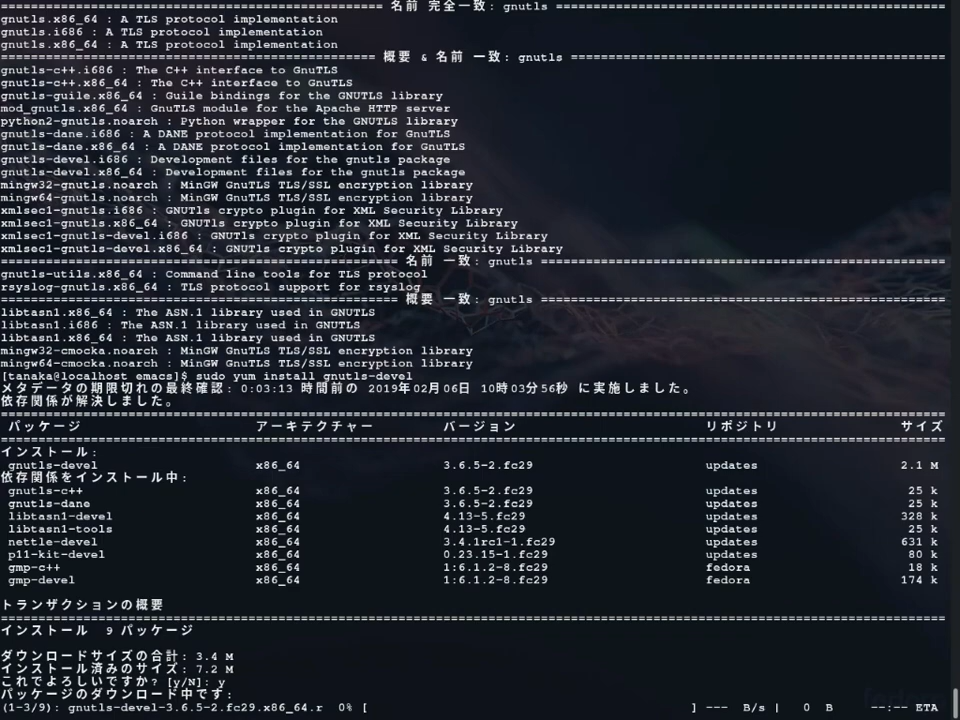 =================================================== 名前 完全一致: gnutls ====================================================
gnutls.x86_64 : A TLS protocol implementation
gnutls.i686 : A TLS protocol implementation
gnutls.x86_64 : A TLS protocol implementation
================================================== 概要 & 名前 一致: gnutls ==================================================
gnutls-c++.i686 : The C++ interface to GnuTLS
gnutls-c++.x86_64 : The C++ interface to GnuTLS
gnutls-guile.x86_64 : Guile bindings for the GNUTLS library
mod_gnutls.x86_64 : GnuTLS module for the Apache HTTP server
python2-gnutls.noarch : Python wrapper for the GNUTLS library
gnutls-dane.i686 : A DANE protocol implementation for GnuTLS
gnutls-dane.x86_64 : A DANE protocol implementation for GnuTLS
gnutls-devel.i686 : Development files for the gnutls package
gnutls-devel.x86_64 : Development files for the gnutls package
mingw32-gnutls.noarch : MinGW GnuTLS TLS/SSL encryption library
mingw64-gnutls.noarch : MinGW GnuTLS TLS/SSL encryption library
xmlsec1-gnutls.i686 : GNUTls crypto plugin for XML Security Library
xmlsec1-gnutls.x86_64 : GNUTls crypto plugin for XML Security Library
xmlsec1-gnutls-devel.i686 : GNUTls crypto plugin for XML Security Library
xmlsec1-gnutls-devel.x86_64 : GNUTls crypto plugin for XML Security Library
===================================================== 名前 一致: gnutls ======================================================
gnutls-utils.x86_64 : Command line tools for TLS protocol
rsyslog-gnutls.x86_64 : TLS protocol support for rsyslog
===================================================== 概要 一致: gnutls ======================================================
libtasn1.x86_64 : The ASN.1 library used in GNUTLS
libtasn1.i686 : The ASN.1 library used in GNUTLS
libtasn1.x86_64 : The ASN.1 library used in GNUTLS
mingw32-cmocka.noarch : MinGW GnuTLS TLS/SSL encryption library
mingw64-cmocka.noarch : MinGW GnuTLS TLS/SSL encryption library
[tanaka@localhost emacs]$ sudo yum install gnutls-devel
メタデータの期限切れの最終確認: 0:03:13 時間前の 2019年02月06日 10時03分56秒 に実施しました。
依存関係が解決しました。
==============================================================================================================================
パッケージ アーキテクチャー バージョン リポジトリ サイズ
==============================================================================================================================
インストール:
gnutls-devel x86_64 3.6.5-2.fc29 updates 2.1 M
依存関係をインストール中:
gnutls-c++ x86_64 3.6.5-2.fc29 updates 25 k
gnutls-dane x86_64 3.6.5-2.fc29 updates 25 k
libtasn1-devel x86_64 4.13-5.fc29 updates 328 k
libtasn1-tools x86_64 4.13-5.fc29 updates 25 k
nettle-devel x86_64 3.4.1rc1-1.fc29 updates 631 k
p11-kit-devel x86_64 0.23.15-1.fc29 updates 80 k
gmp-c++ x86_64 1:6.1.2-8.fc29 fedora 18 k
gmp-devel x86_64 1:6.1.2-8.fc29 fedora 174 k
トランザクションの概要
==============================================================================================================================
インストール 9 パッケージ
ダウンロードサイズの合計: 3.4 M
インストール済みのサイズ: 7.2 M
これでよろしいですか? [y/N]: y
パッケージのダウンロード中です:
(1-3/9): gnutls-devel-3.6.5-2.fc29.x86_64.r 0% [ ] --- B/s | 0 B --:-- ETA